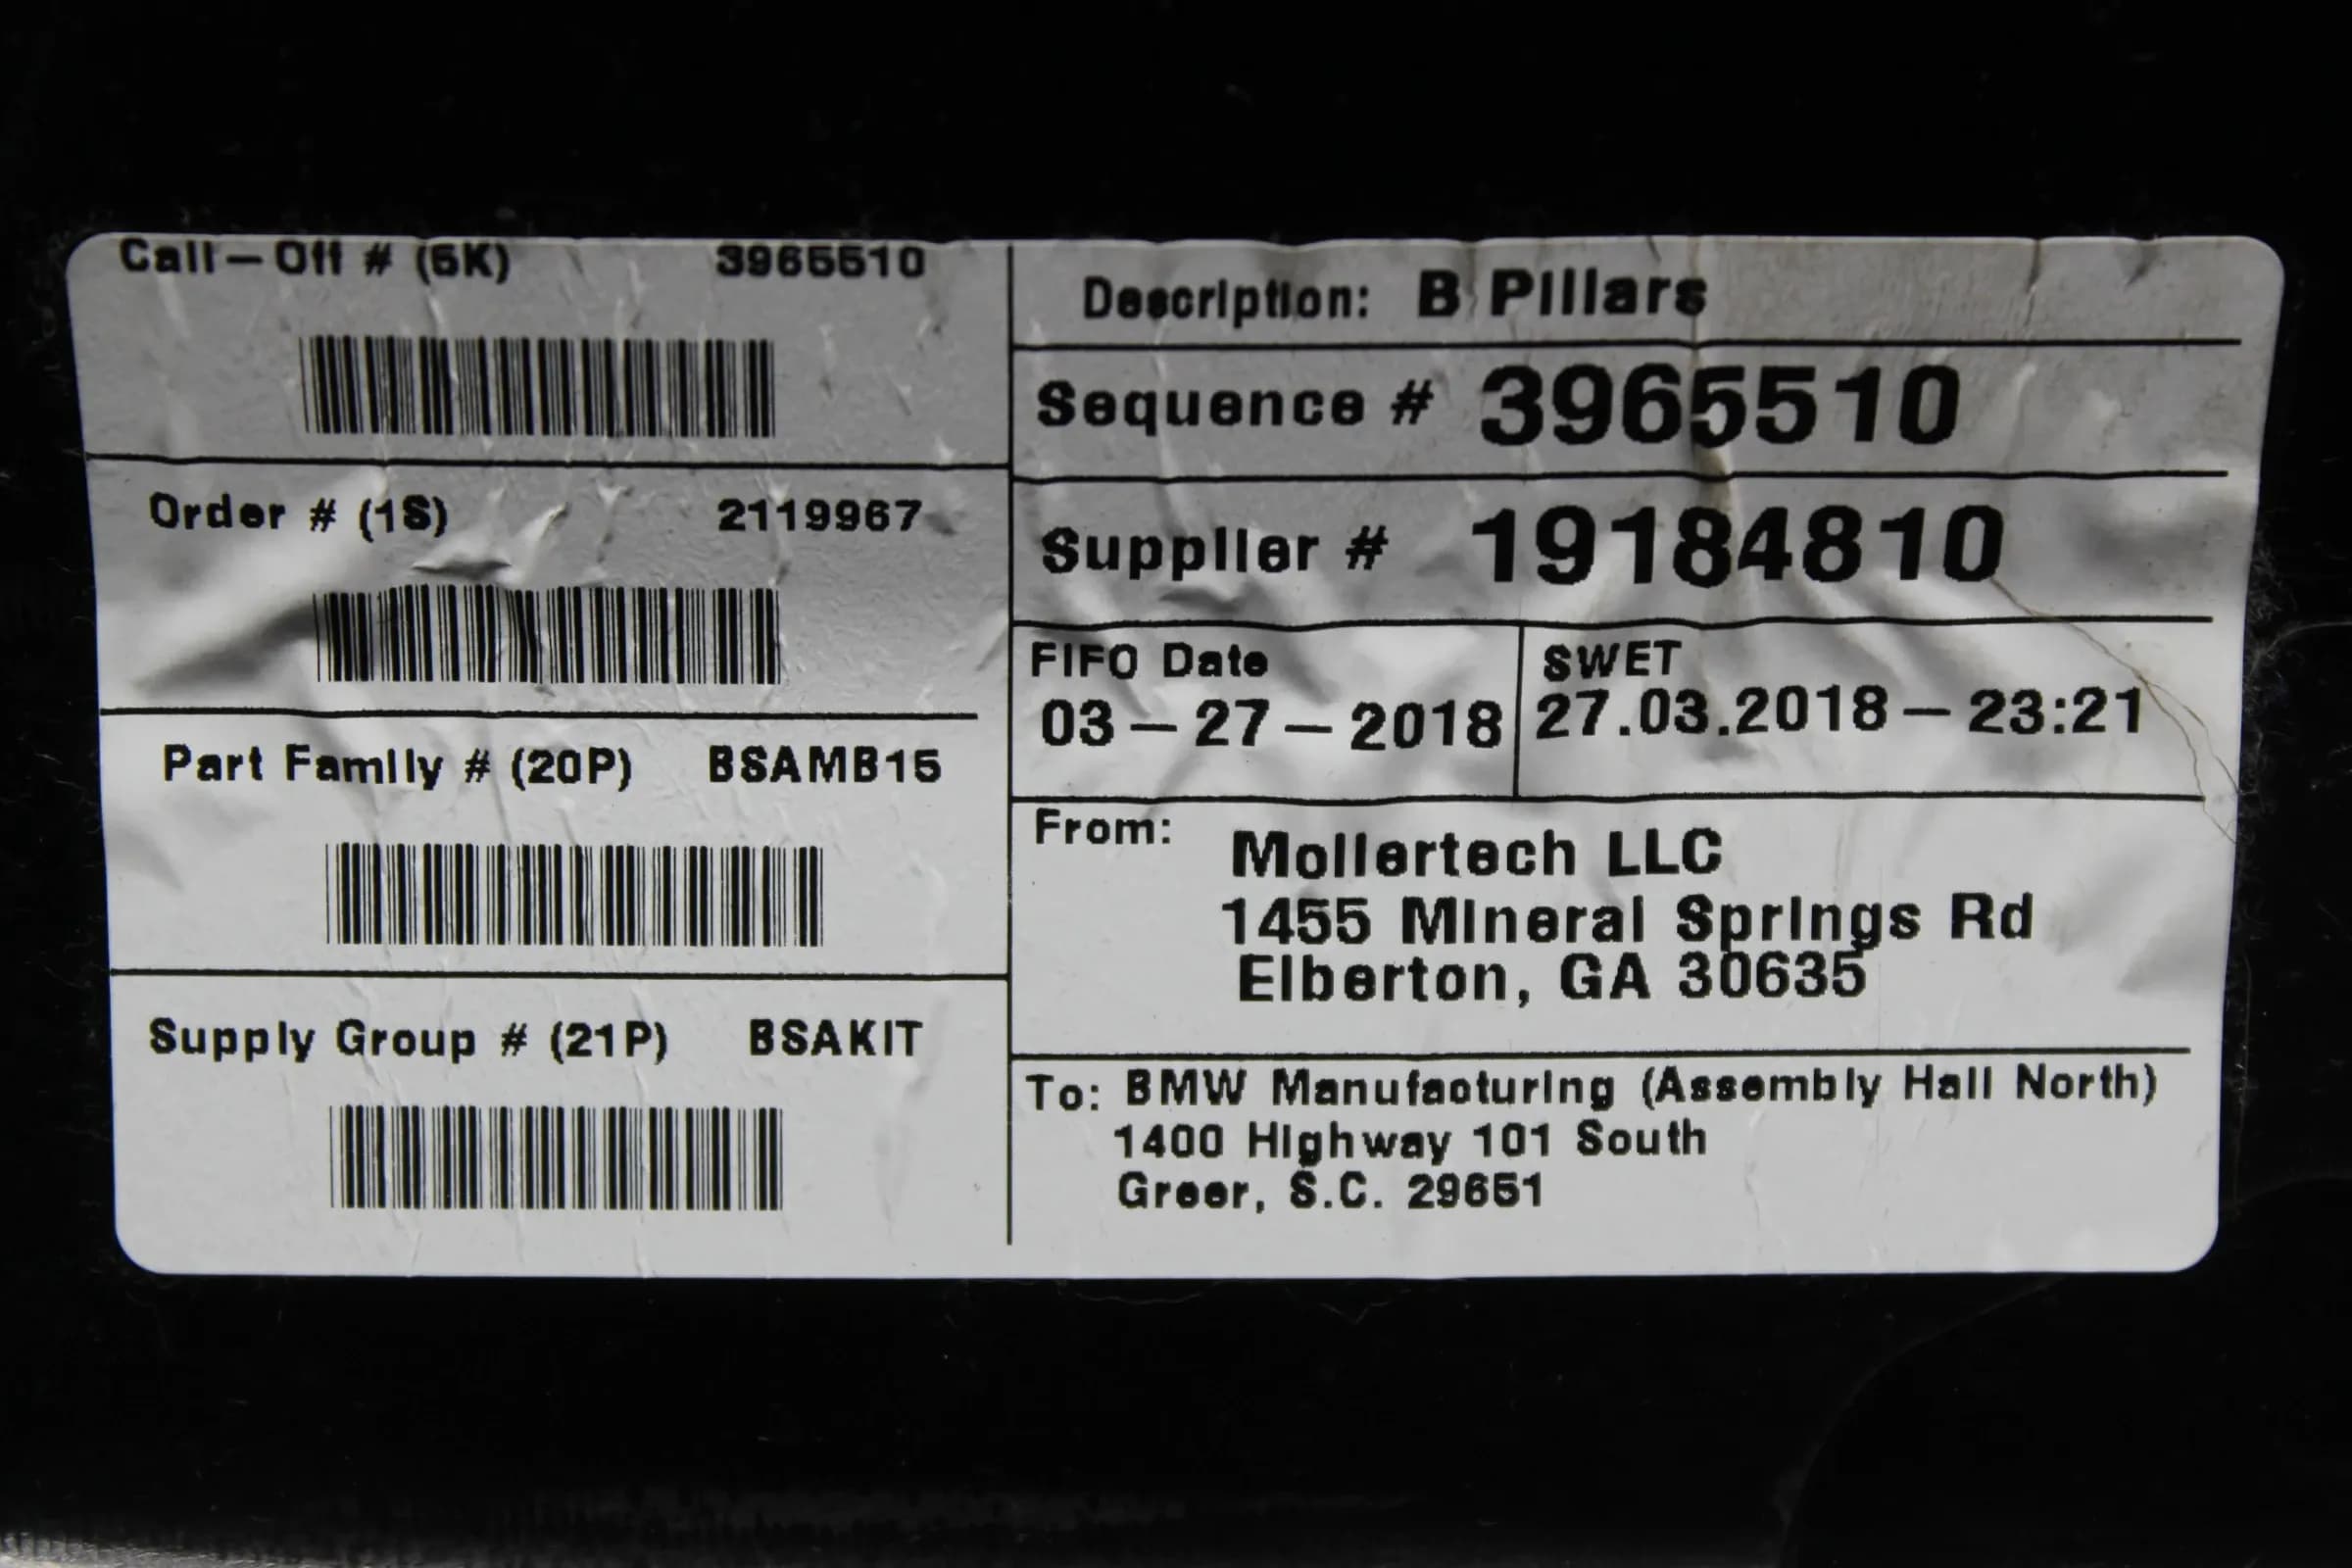 Call-Off # (5K) 3965510
Order # (1S) 2119967
Part Family # (20P) BSAMB15
Supply Group # (21P) BSAKIT
Description: B Pillars
Sequence # 3965510
Supplier # 19184810
FIFO Date
03-27-2018
SWET
27.03.2018-23:21
From:
Mollertech LLC
1455 Mineral Springs Rd
Elberton, GA 30635
To: BMW Manufacturing (Assembly Hall North)
1400 Highway 101 South
Greer, S.C. 29651